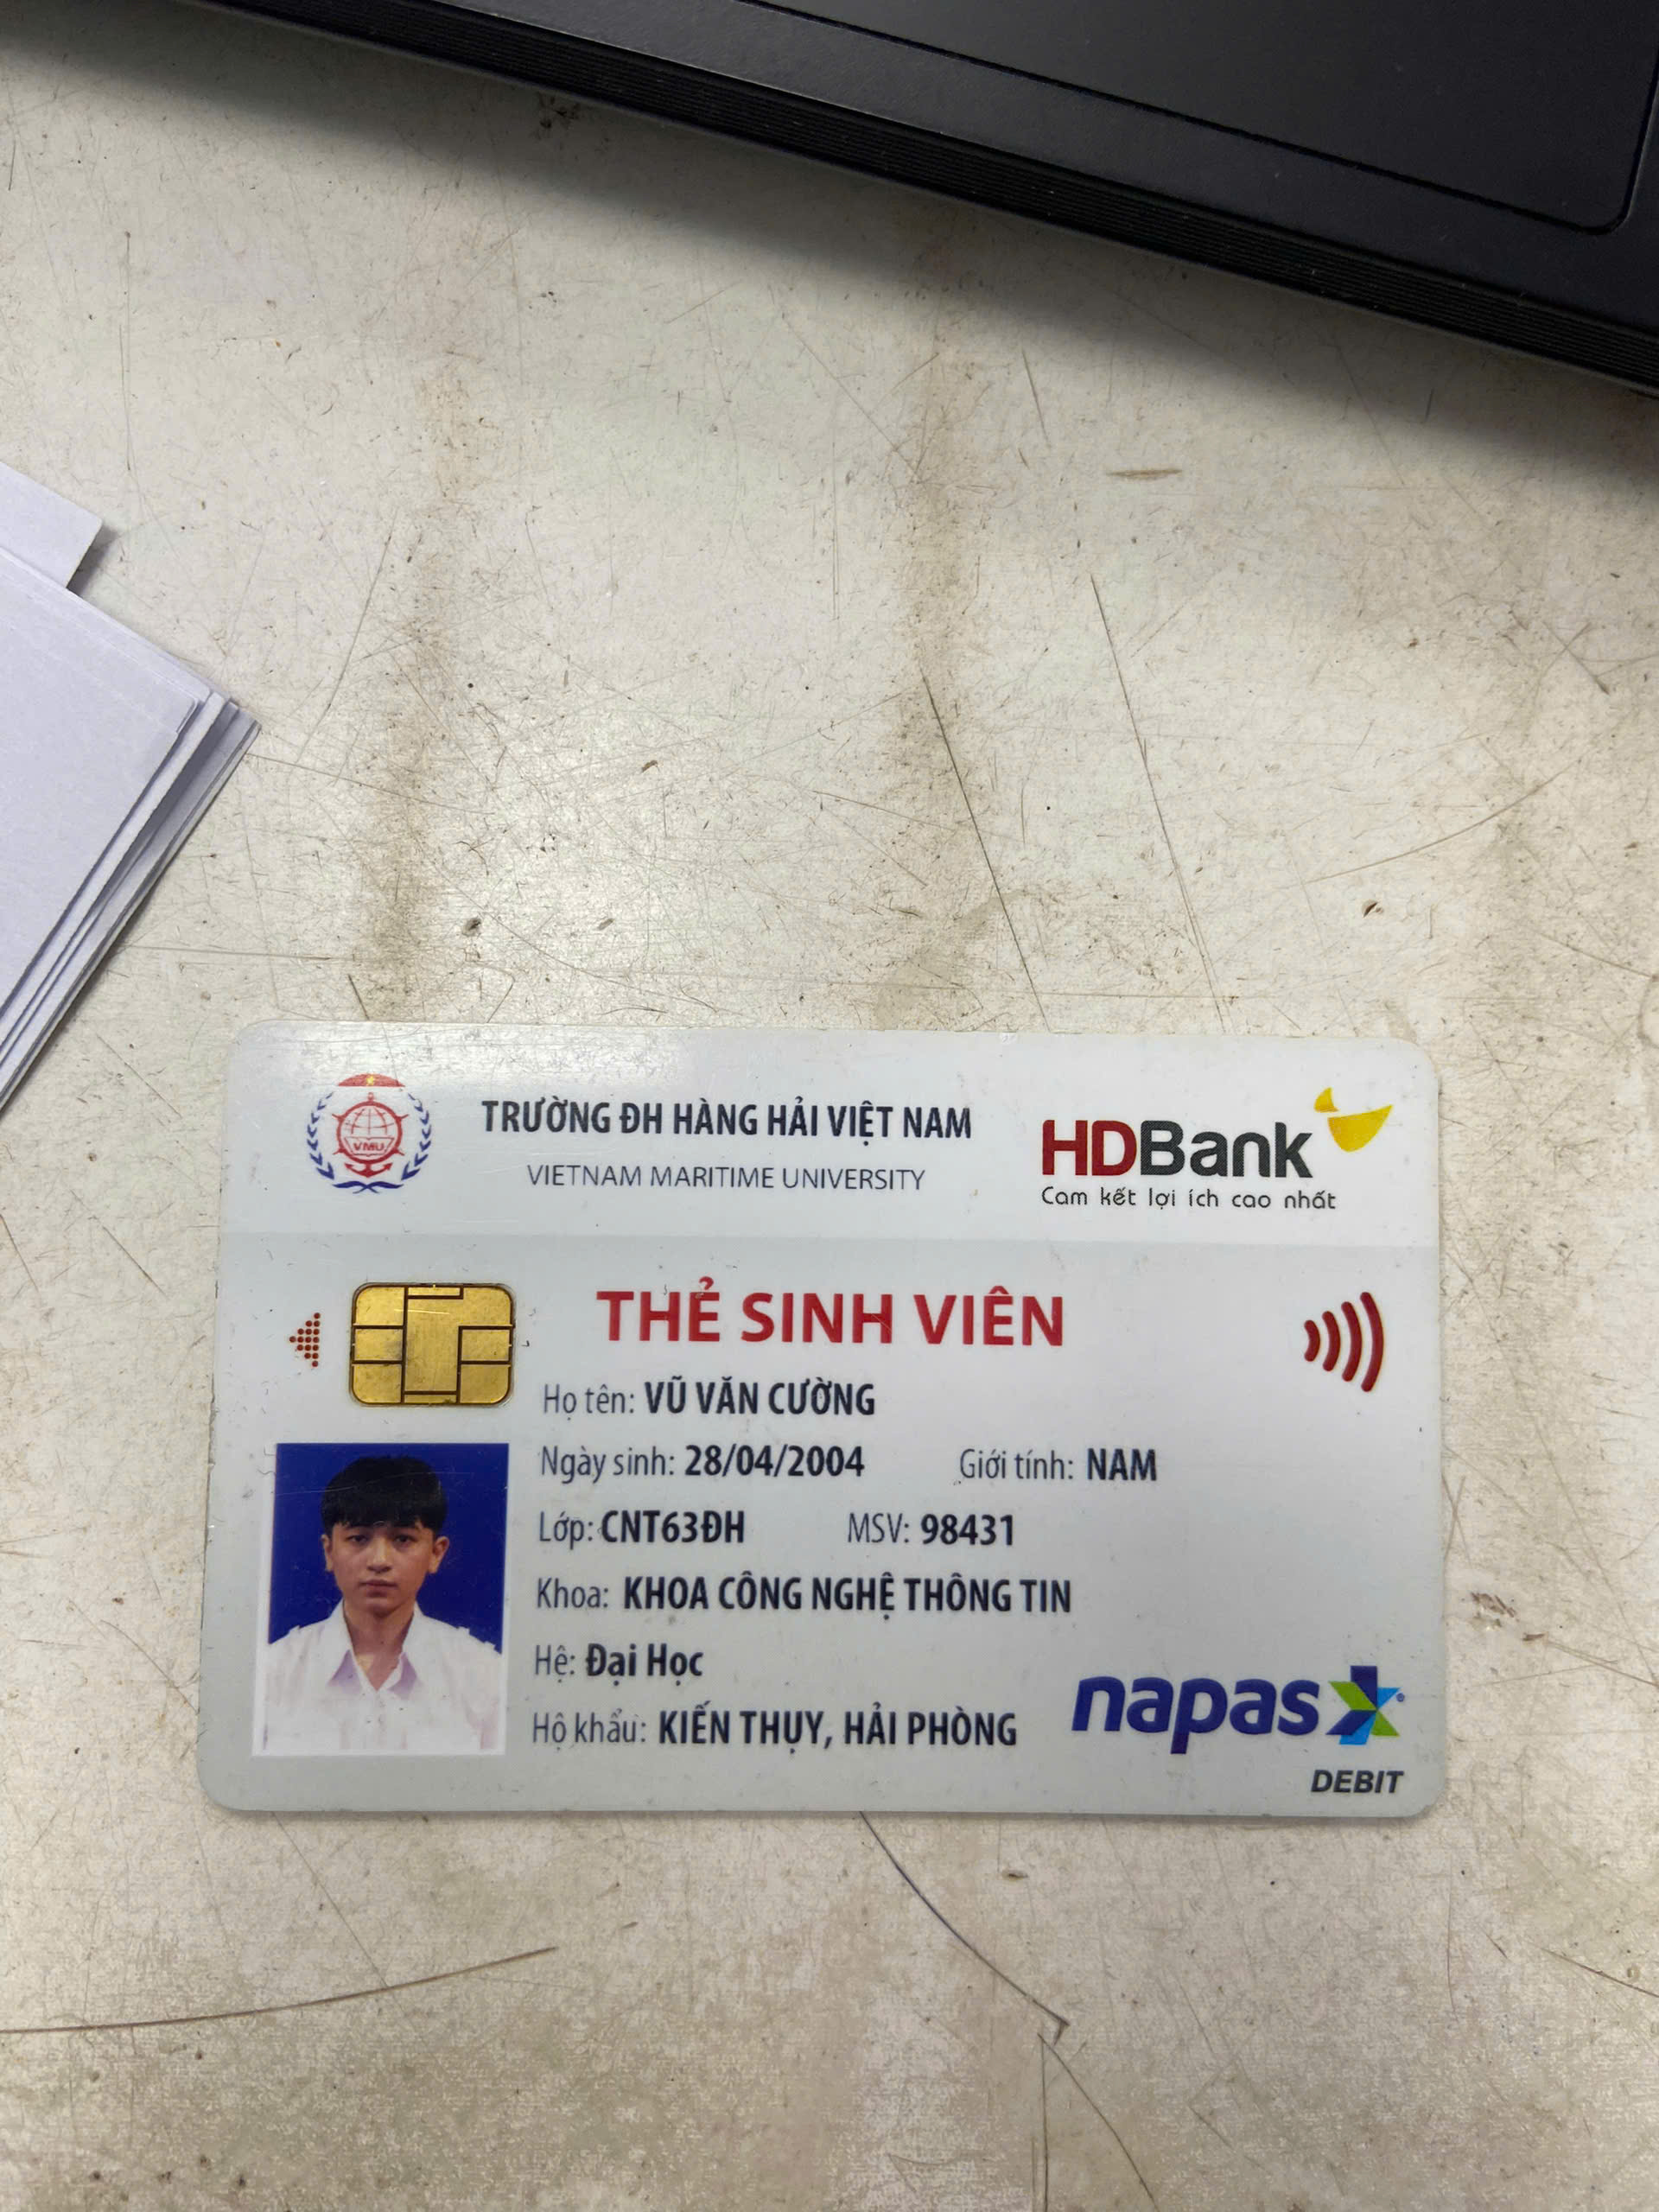 TRƯỜNG ĐH HÀNG HẢI VIỆT NAM
VIETNAM MARITIME UNIVERSITY
VMU
HDBank
Cam kết lợi ích cao nhất
THẺ SINH VIÊN
Họ tên: VŨ VĂN CƯỜNG
Ngày sinh: 28/04/2004 Giới tính: NAM
Lớp: CNT63ĐH MSV: 98431
Khoa: KHOA CÔNG NGHỆ THÔNG TIN
Hệ: Đại Học
Hộ khẩu: KIẾN THỤY, HẢI PHÒNG
napas
DEBIT